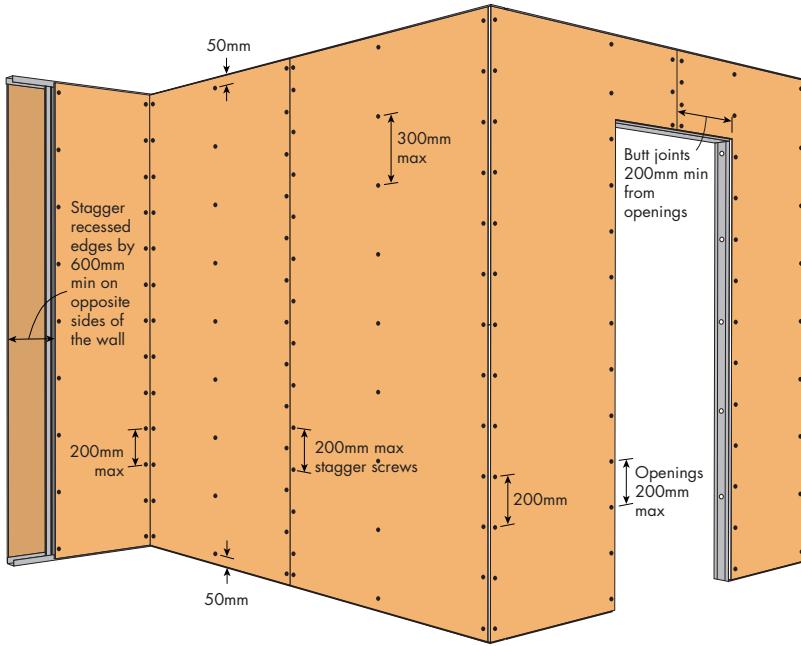 50mm
300mm
max
Butt joints
200mm min
from
openings
Stagger
recessed
edges by
600mm
min on
opposite
sides of
the wall
200mm
max
200mm max
stagger screws
200mm
Openings
200mm
max
50mm